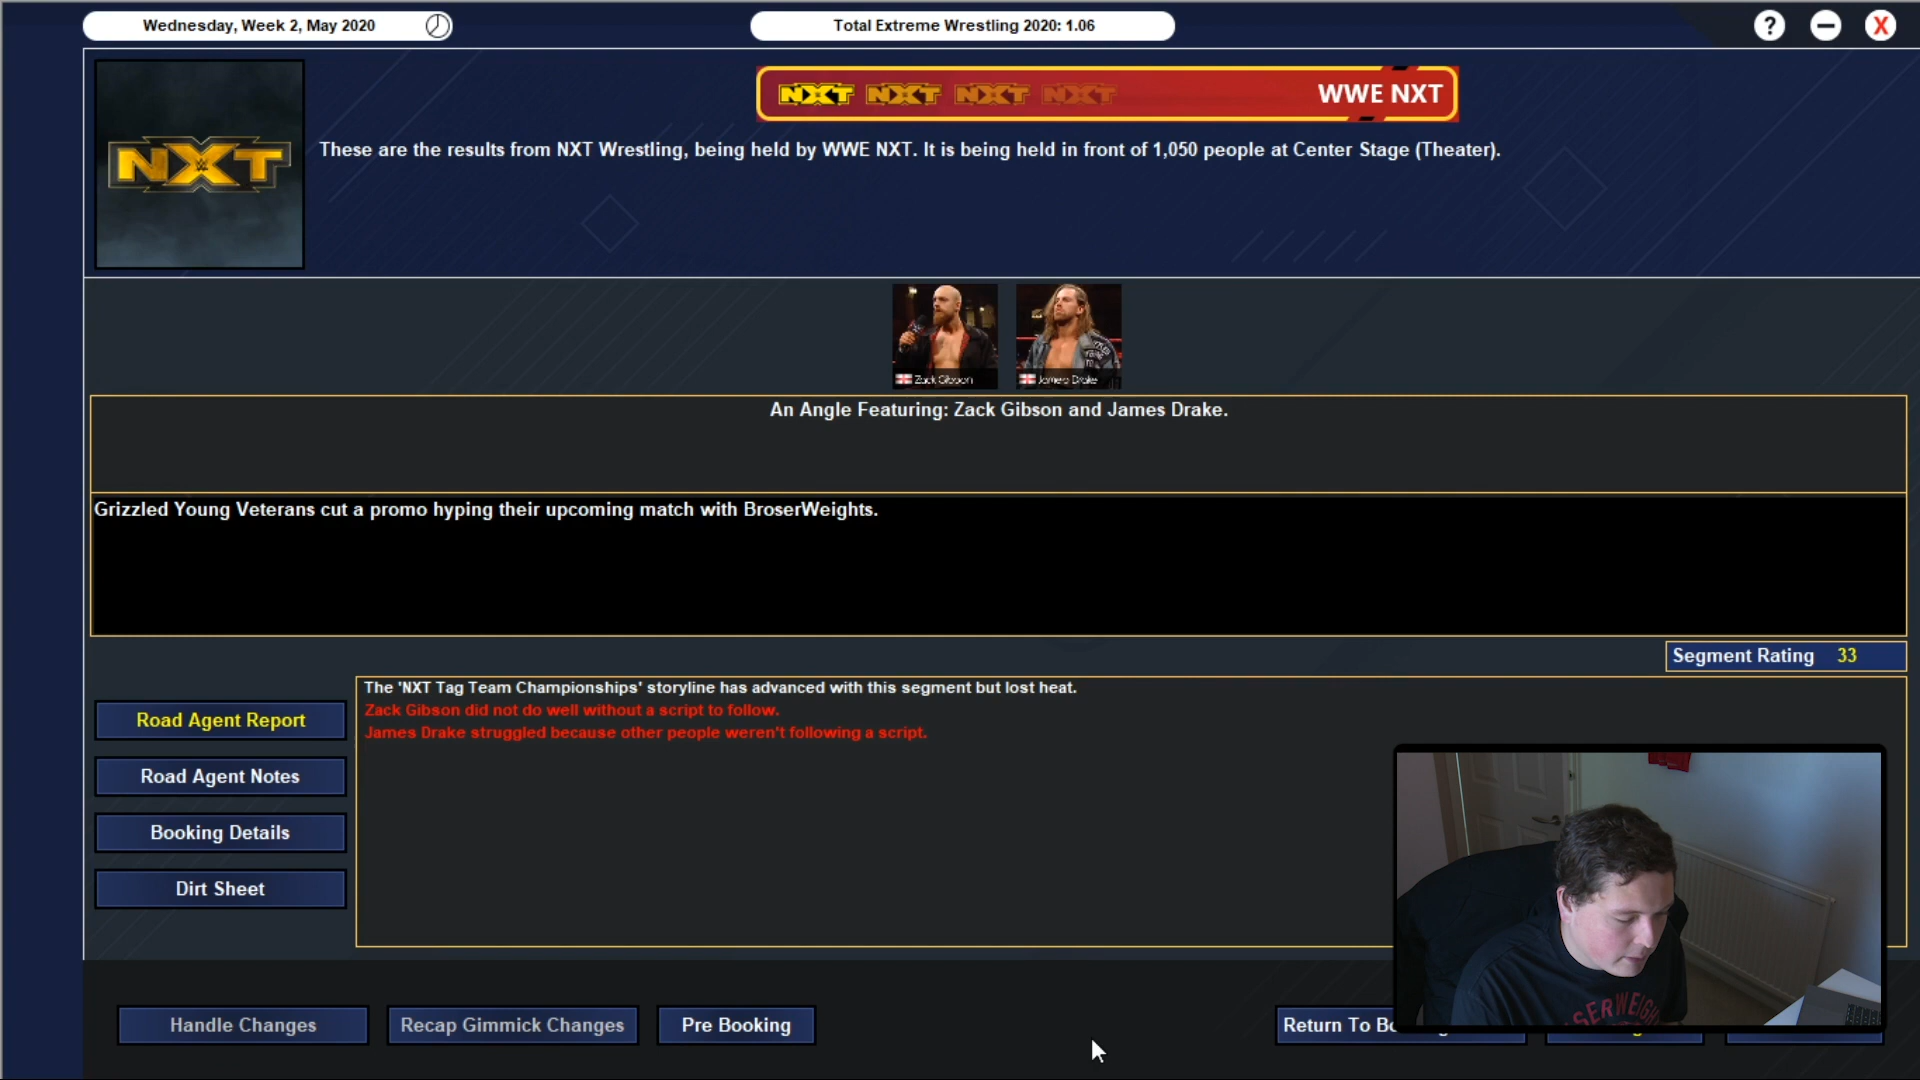 Wednesday, Week 2, May 2020
Total Extreme Wrestling 2020: 1.06
?
X
NXT
NXT NXT NXT NXT
WWE NXT
These are the results from NXT Wrestling, being held by WWE NXT. It is being held in front of 1,050 people at Center Stage (Theater).
Zack Gibson
James Drake
An Angle Featuring: Zack Gibson and James Drake.
Grizzled Young Veterans cut a promo hyping their upcoming match with BroserWeights.
Segment Rating 33
The 'NXT Tag Team Championships' storyline has advanced with this segment but lost heat.
Zack Gibson did not do well without a script to follow.
James Drake struggled because other people weren't following a script.
Road Agent Report
Road Agent Notes
Booking Details
Dirt Sheet
Handle Changes
Recap Gimmick Changes
Pre Booking
Return To